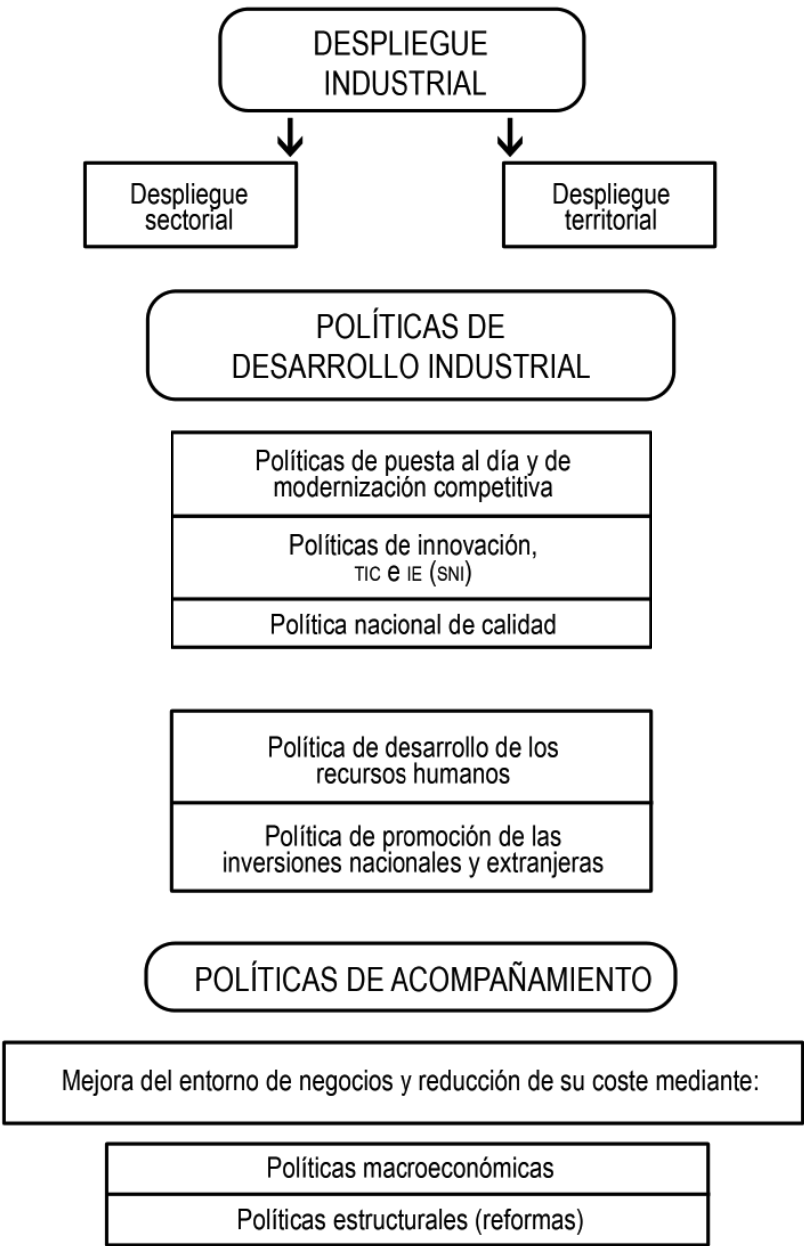 DESPLIEGUE
INDUSTRIAL
Despliegue
sectorial
Despliegue
territorial
POLÍTICAS DE
DESARROLLO INDUSTRIAL
Políticas de puesta al día y de
modernización competitiva
Políticas de innovación,
TIC e IE (SNI)
Política nacional de calidad
Política de desarrollo de los
recursos humanos
Política de promoción de las
inversiones nacionales y extranjeras
POLÍTICAS DE ACOMPAÑAMIENTO
Mejora del entorno de negocios y reducción de su coste mediante:
Políticas macroeconómicas
Políticas estructurales (reformas)